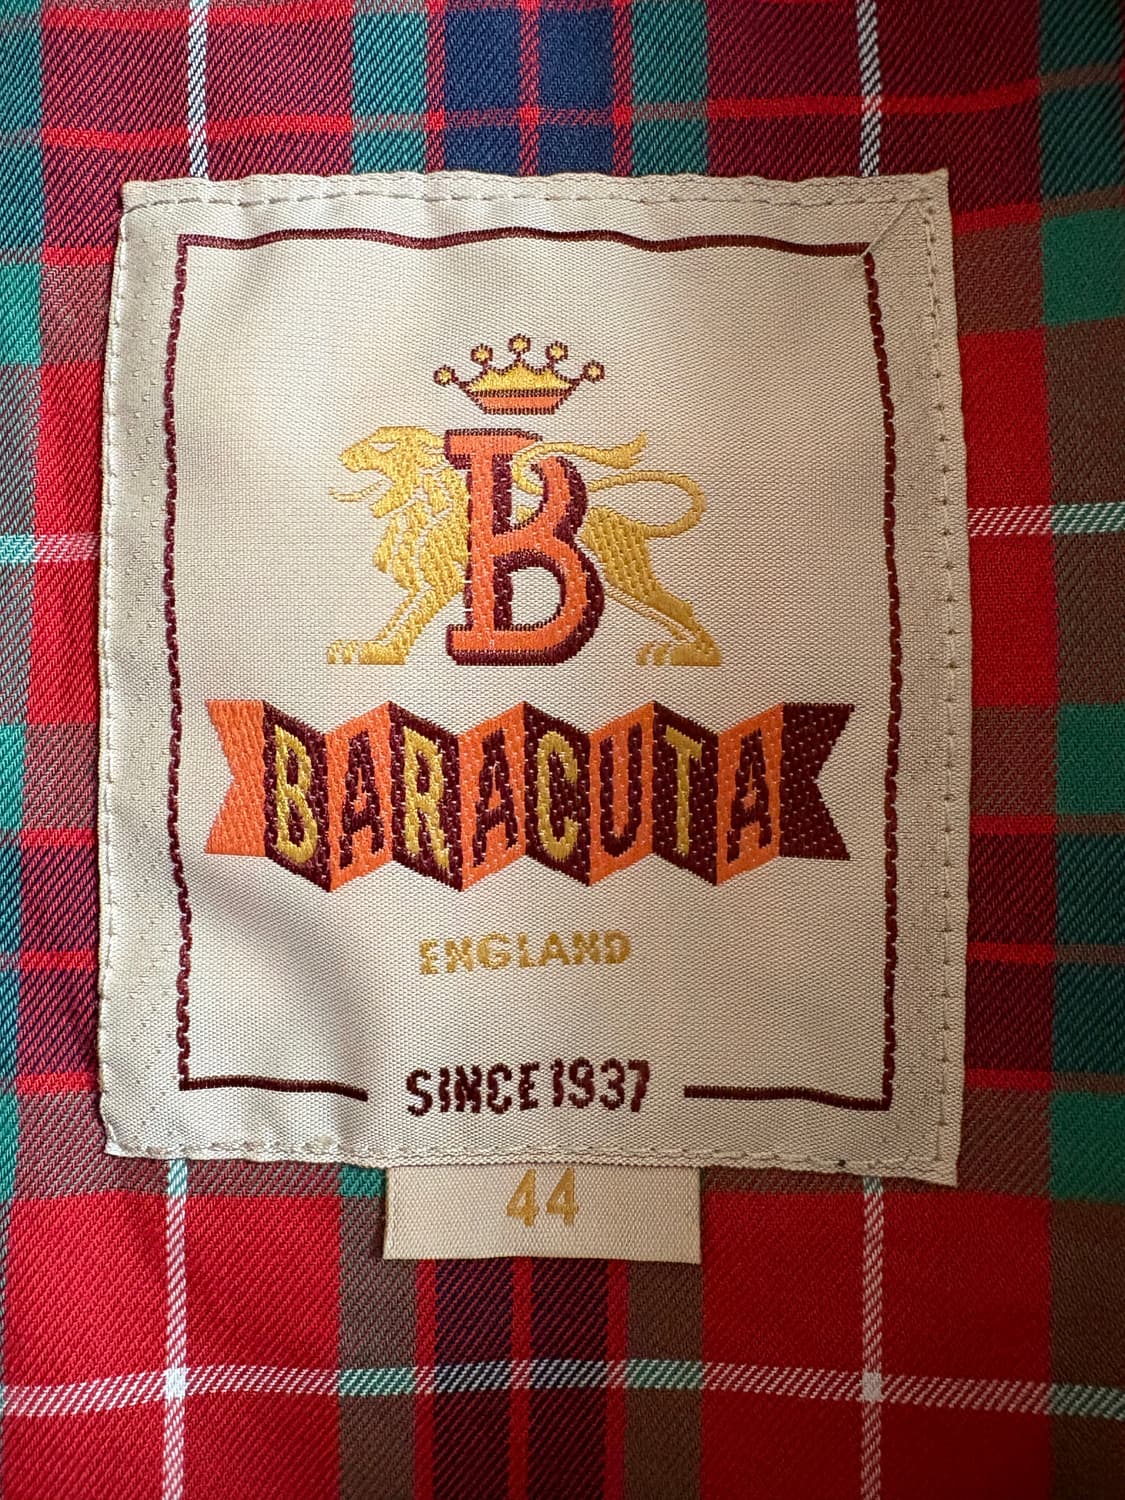 B
BARACUTA
ENGLAND
SINCE 1937
44